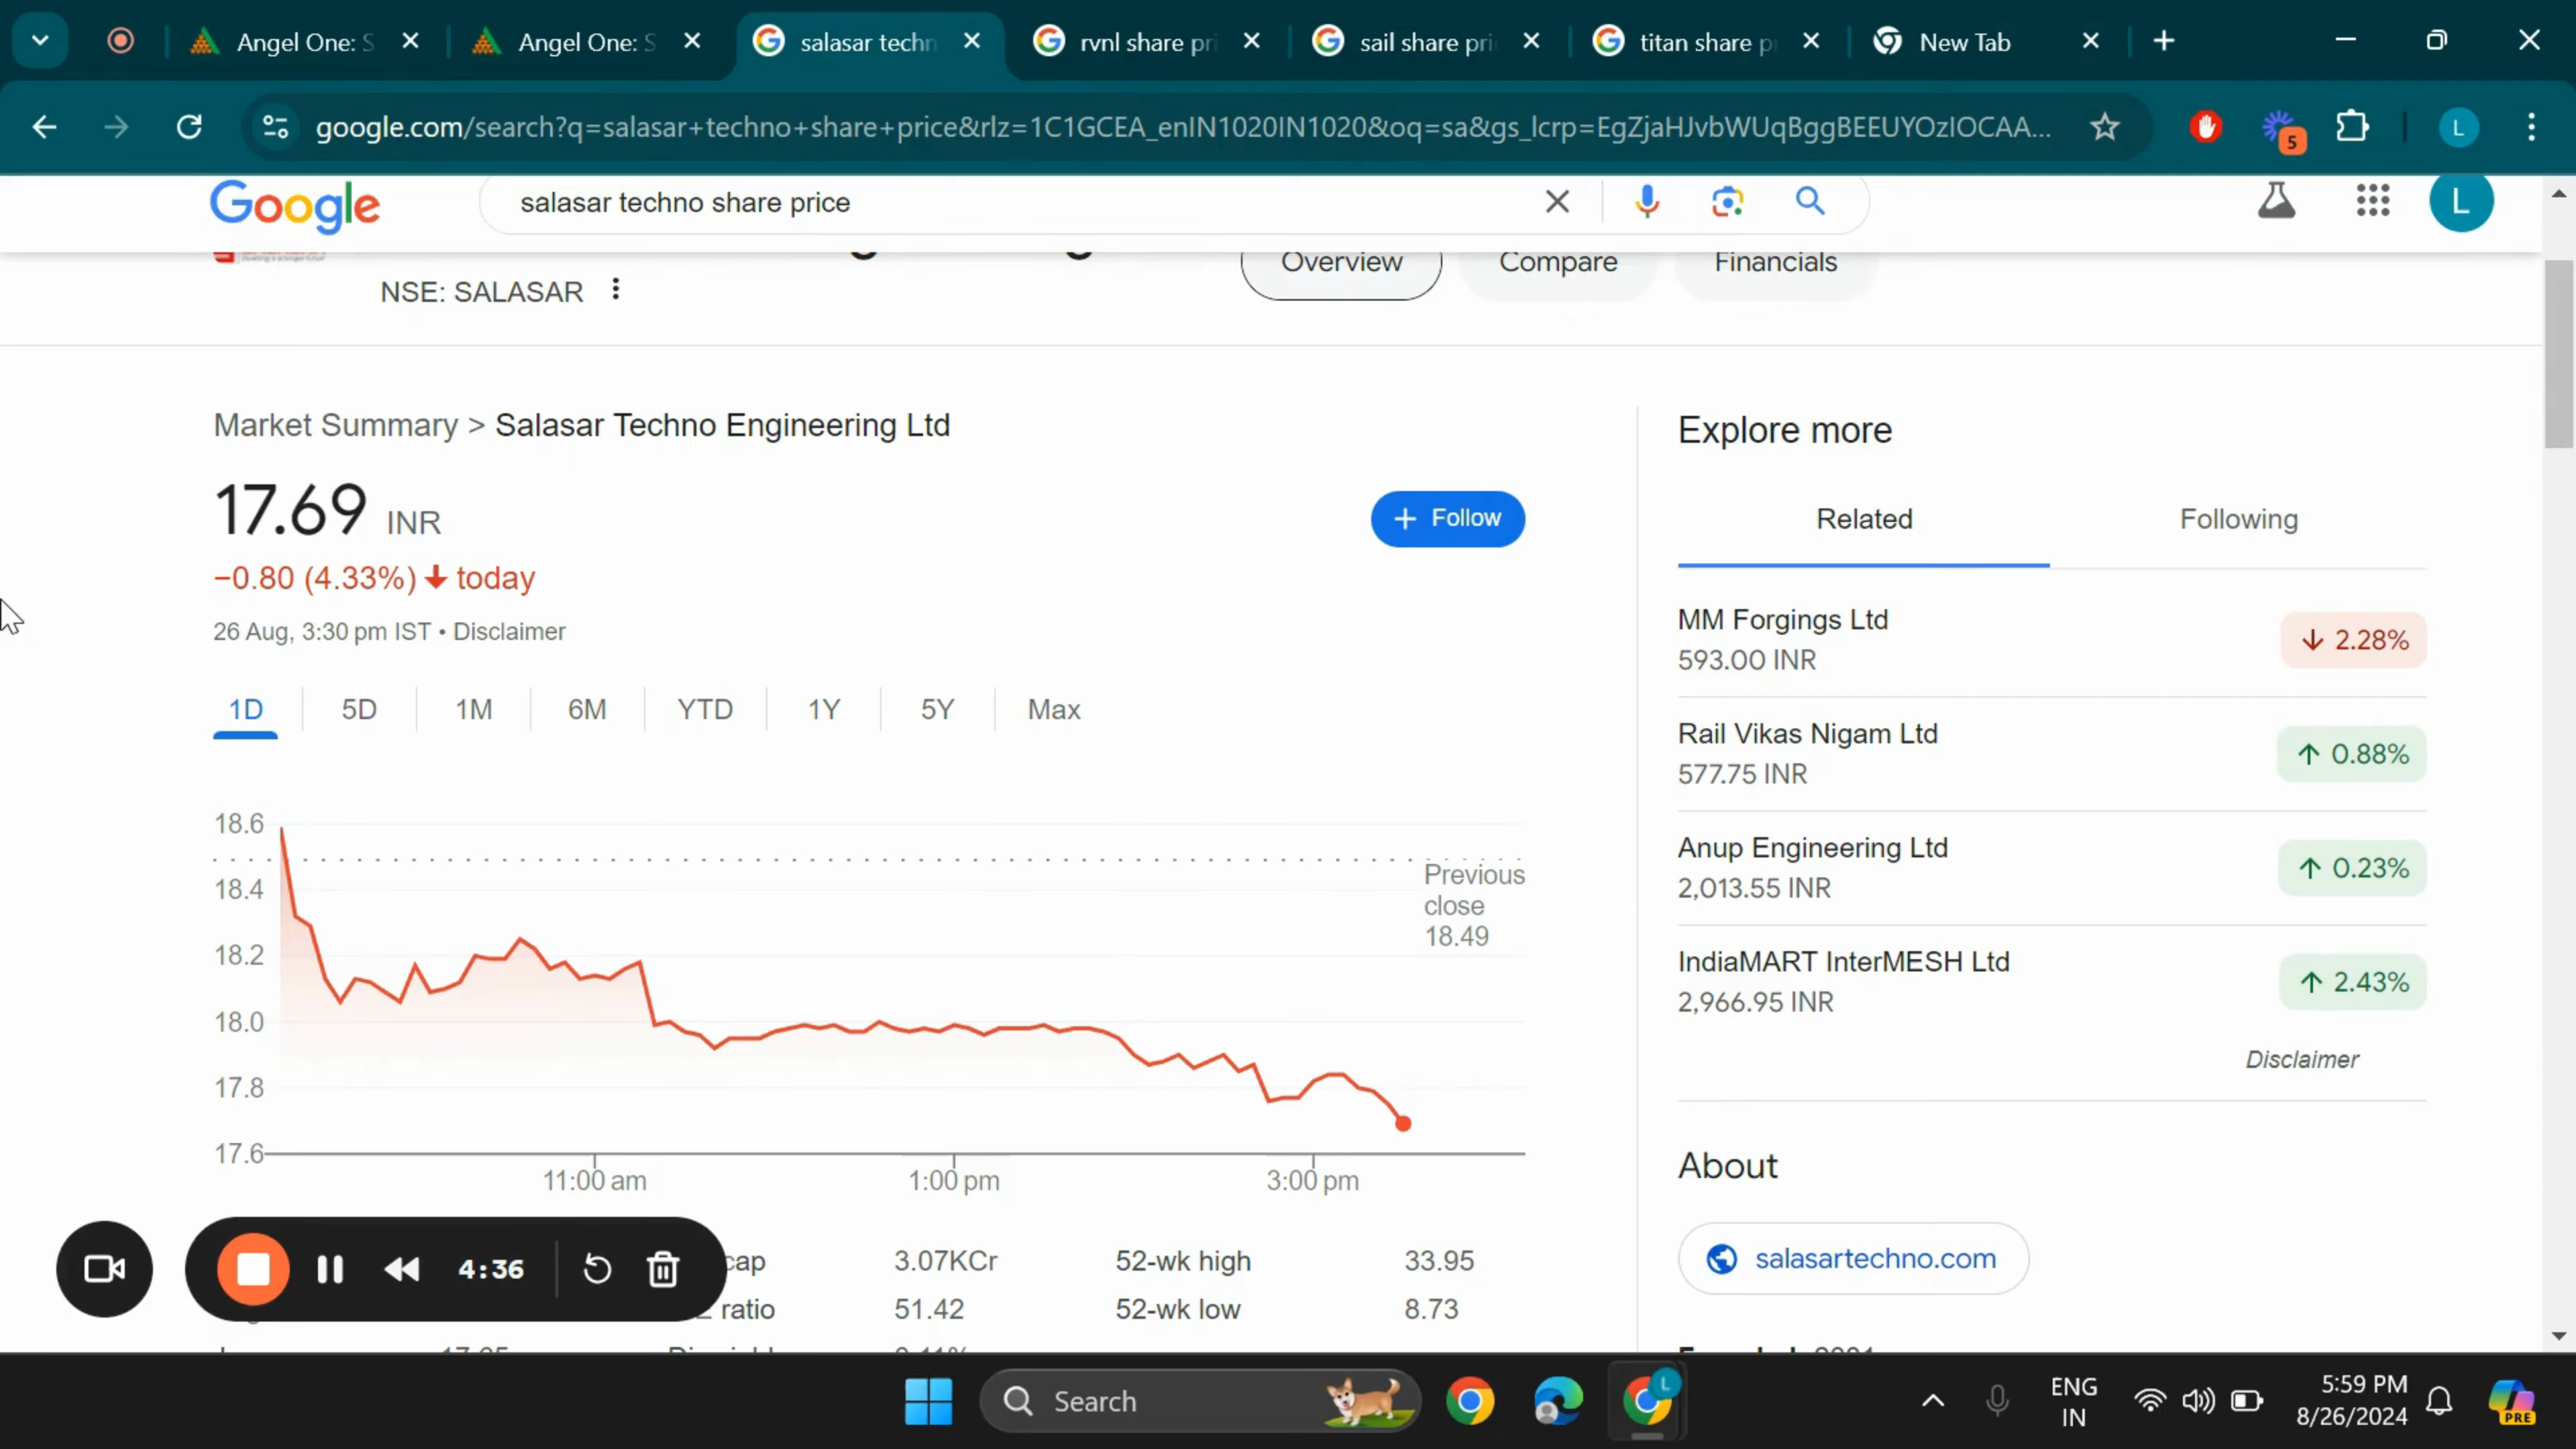 Angel One: S
Angel One: S
salasar techn
rvnl share pri
sail share pri
titan share p
New Tab
google.com/search?q=salasar+techno+share+price&rlz=1C1GCEA_enIN1020IN1020&oq=sa&gs_lcrp=EgZjaHJvbWUqBggBEEUYOzIOCAA...
5
L
Google
salasar techno share price
L
NSE: SALASAR
Overview
Compare
Financials
Market Summary > Salasar Techno Engineering Ltd
17.69 INR
+ Follow
−0.80 (4.33%) ↓ today
26 Aug, 3:30 pm IST • Disclaimer
1D
5D
1M
6M
YTD
1Y
5Y
Max
18.6
18.4
18.2
18.0
17.8
17.6
Previous
close
18.49
11:00 am
1:00 pm
3:00 pm
4:36
cap
3.07KCr
52-wk high
33.95
ratio
51.42
52-wk low
8.73
Explore more
Related
Following
MM Forgings Ltd
593.00 INR
↓ 2.28%
Rail Vikas Nigam Ltd
577.75 INR
↑ 0.88%
Anup Engineering Ltd
2,013.55 INR
↑ 0.23%
IndiaMART InterMESH Ltd
2,966.95 INR
↑ 2.43%
Disclaimer
About
salasartechno.com
Search
L
ENG
IN
5:59 PM
8/26/2024
PRE